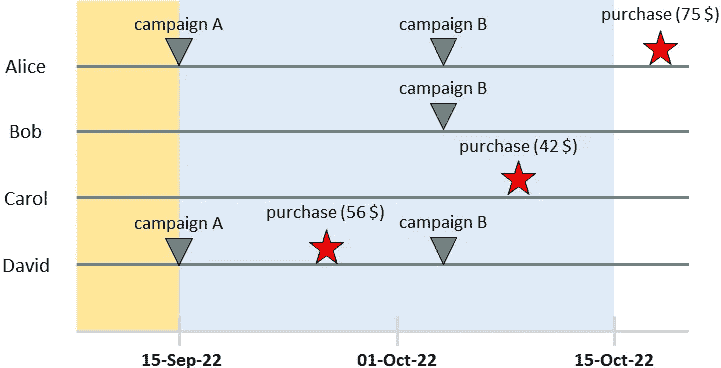 purchase (75 $)
campaign A
campaign B
Alice
campaign B
Bob
purchase (42 $)
Carol
purchase (56 $)
campaign A
campaign B
David
15-Sep-22
01-Oct-22
15-Oct-22